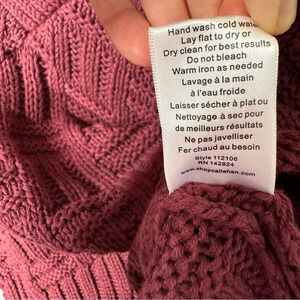 Hand wash cold water
Lay flat to dry or
Dry clean for best results
Do not bleach
Warm iron as needed
Lavage à la main
à l'eau froide
Laisser sécher à plat ou
Nettoyage à sec pour
de meilleurs résultats
Ne pas javelliser
Fer chaud au besoin
Style 112106
RN 142824
www.shopcallahan.com